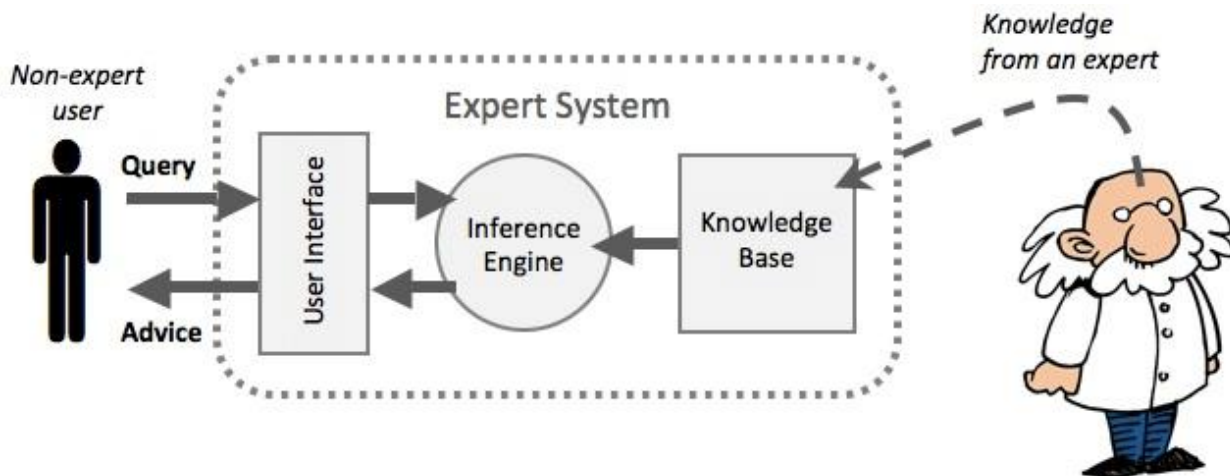 Knowledge
from an expert
Non-expert
user
Expert System
Query
User Interface
Inference
Engine
Knowledge
Base
Advice